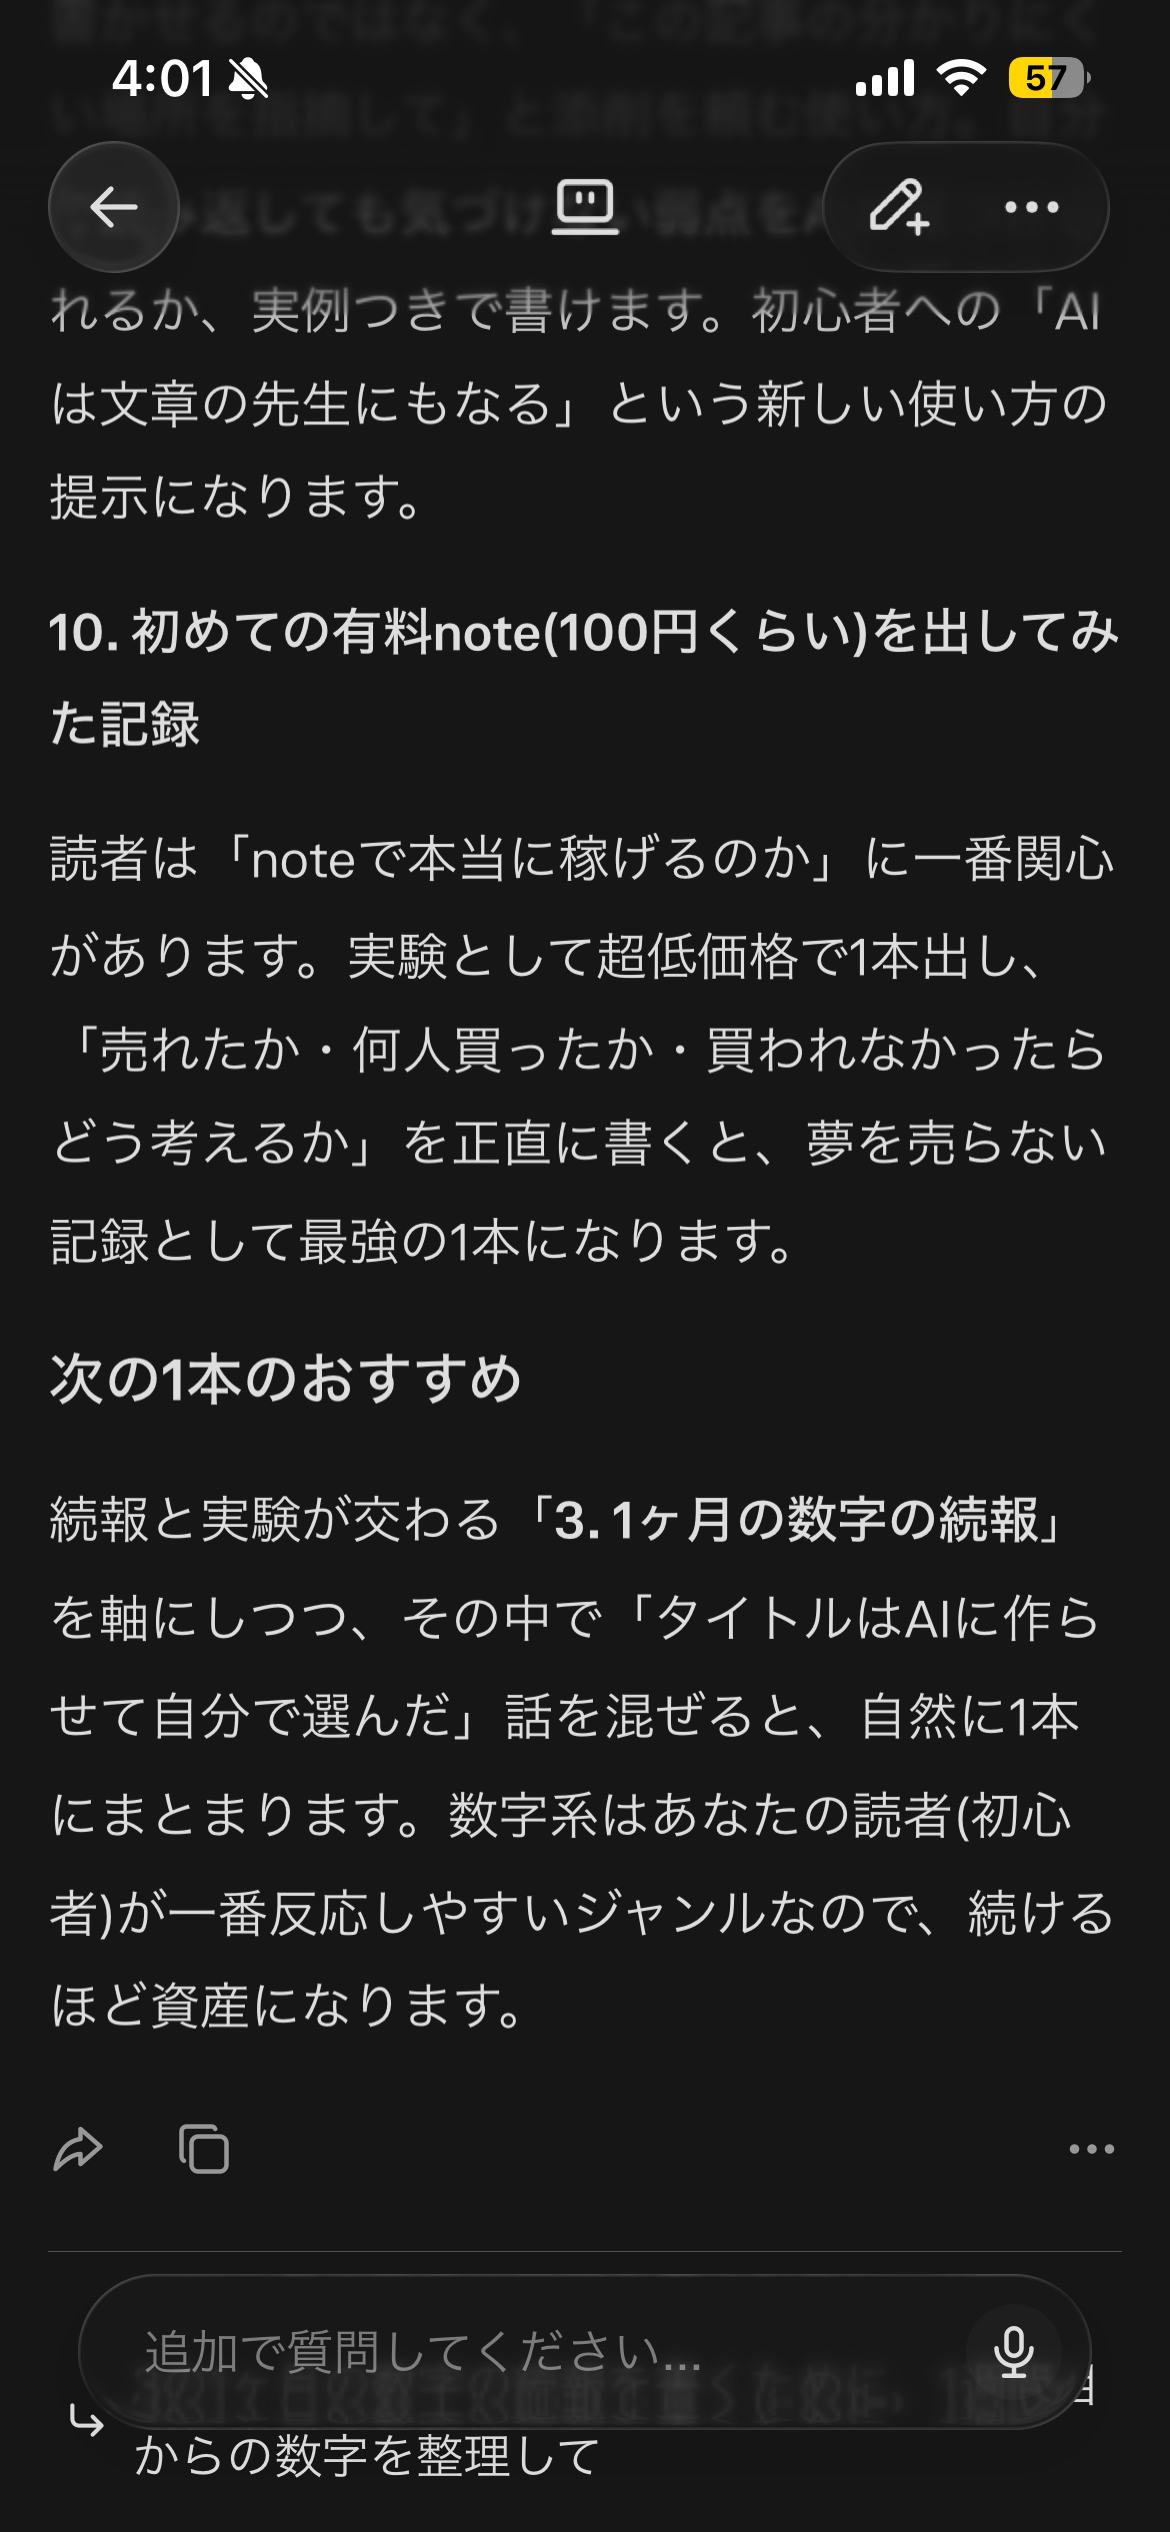 4:01
57
れるか、実例つきで書けます。初心者への「AI
は文章の先生にもなる」という新しい使い方の
提示になります。
10. 初めての有料note(100円くらい)を出してみ
た記録
読者は「noteで本当に稼げるのか」に一番関心
があります。実験として超低価格で1本出し、
「売れたか・何人買ったか・買われなかったら
どう考えるか」を正直に書くと、夢を売らない
記録として最強の1本になります。
次の1本のおすすめ
続報と実験が交わる「3. 1ヶ月の数字の続報」
を軸にしつつ、その中で「タイトルはAIに作ら
せて自分で選んだ」話を混ぜると、自然に1本
にまとまります。数字系はあなたの読者(初心
者)が一番反応しやすいジャンルなので、続ける
ほど資産になります。
追加で質問してください...
からの数字を整理して